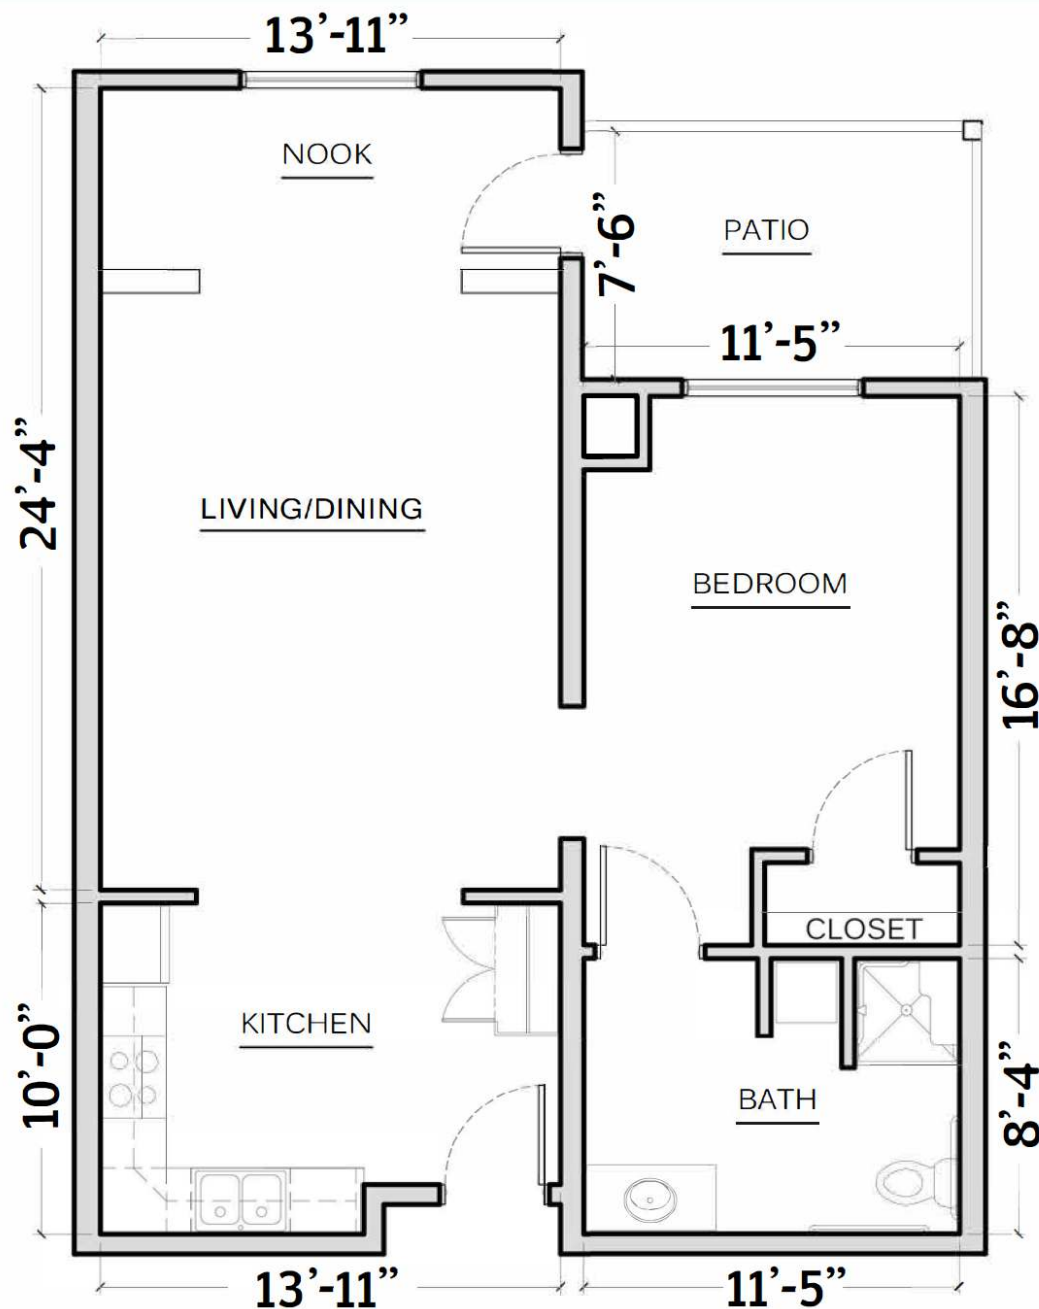 13’-11”
NOOK
PATIO
7’-6”
11’-5”
24’-4”
LIVING/DINING
BEDROOM
16’-8”
CLOSET
KITCHEN
10’-0”
BATH
8’-4”
13’-11”
11’-5”